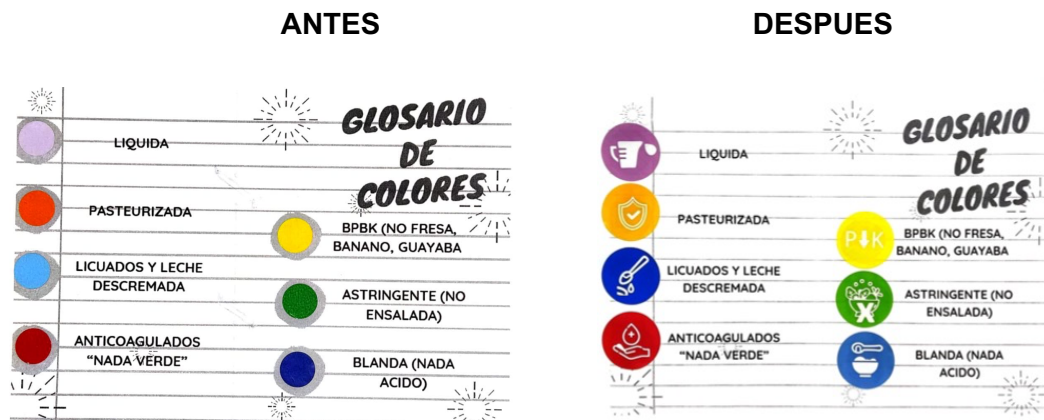 ANTES
GLOSARIO
DE
COLORES
LIQUIDA
PASTEURIZADA
LICUADOS Y LECHE
DESCREMADA
ANTICOAGULADOS
“NADA VERDE”
BPBK (NO FRESA,
BANANO, GUAYABA
ASTRINGENTE (NO
ENSALADA)
BLANDA (NADA
ACIDO)
DESPUES
GLOSARIO
DE
COLORES
LIQUIDA
PASTEURIZADA
LICUADOS Y LECHE
DESCREMADA
ANTICOAGULADOS
“NADA VERDE”
P⬇K
BPBK (NO FRESA,
BANANO, GUAYABA
ASTRINGENTE (NO
ENSALADA)
BLANDA (NADA
ACIDO)